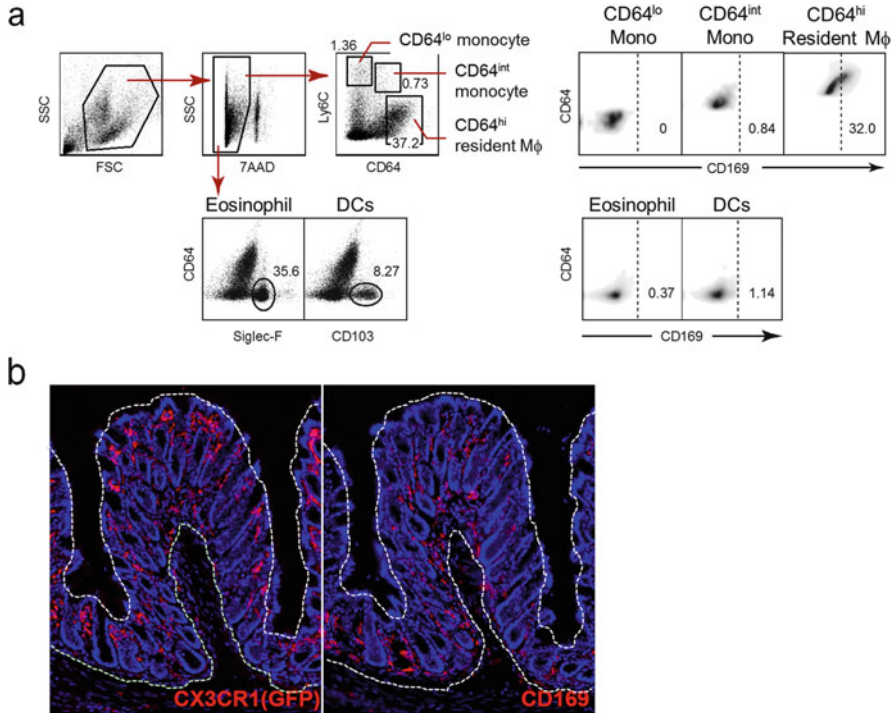 a
SSC
FSC
SSC
7AAD
1.36
0.73
37.2
Ly6C
CD64
CD64lo monocyte
CD64int
monocyte
CD64hi
resident Mϕ
Eosinophil
DCs
CD64
35.6
8.27
Siglec-F
CD103
CD64lo
Mono
CD64int
Mono
CD64hi
Resident Mϕ
CD64
0
0.84
32.0
CD169
Eosinophil
DCs
CD64
0.37
1.14
CD169
b
CX3CR1(GFP)
CD169